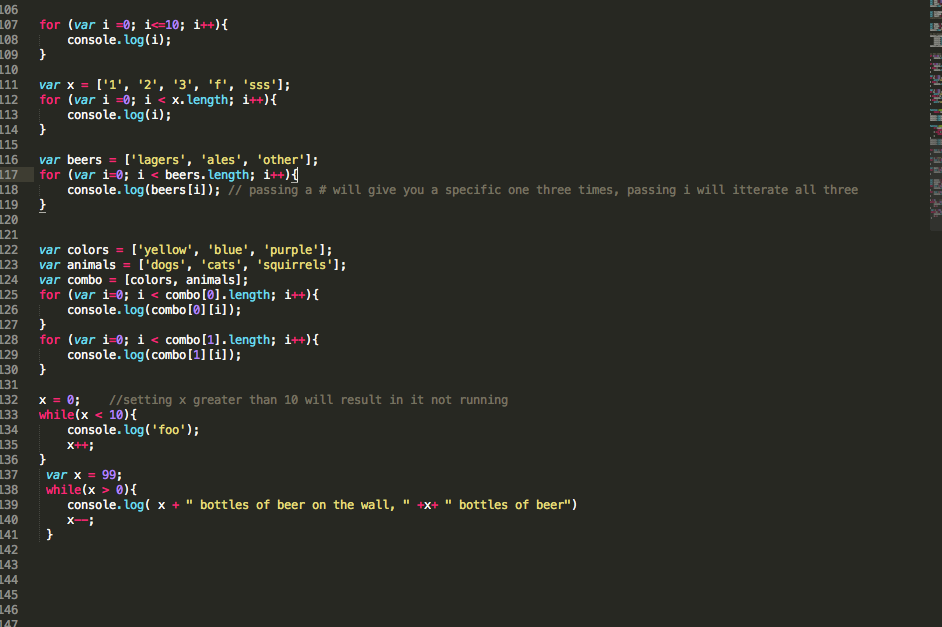 106
107 for (var i =0; i<=10; i++){
108     console.log(i);
109 }
110
111 var x = ['1', '2', '3', 'f', 'sss'];
112 for (var i =0; i < x.length; i++){
113     console.log(i);
114 }
115
116 var beers = ['lagers', 'ales', 'other'];
117 for (var i=0; i < beers.length; i++){
118     console.log(beers[i]); // passing a # will give you a specific one three times, passing i will itterate all three
119 }
120
121
122 var colors = ['yellow', 'blue', 'purple'];
123 var animals = ['dogs', 'cats', 'squirrels'];
124 var combo = [colors, animals];
125 for (var i=0; i < combo[0].length; i++){
126     console.log(combo[0][i]);
127 }
128 for (var i=0; i < combo[1].length; i++){
129     console.log(combo[1][i]);
130 }
131
132 x = 0;    //setting x greater than 10 will result in it not running
133 while(x < 10){
134     console.log('foo');
135     x++;
136 }
137  var x = 99;
138  while(x > 0){
139     console.log( x + " bottles of beer on the wall, " +x+ " bottles of beer")
140     x--;
141  }
142
143
144
145
146
147